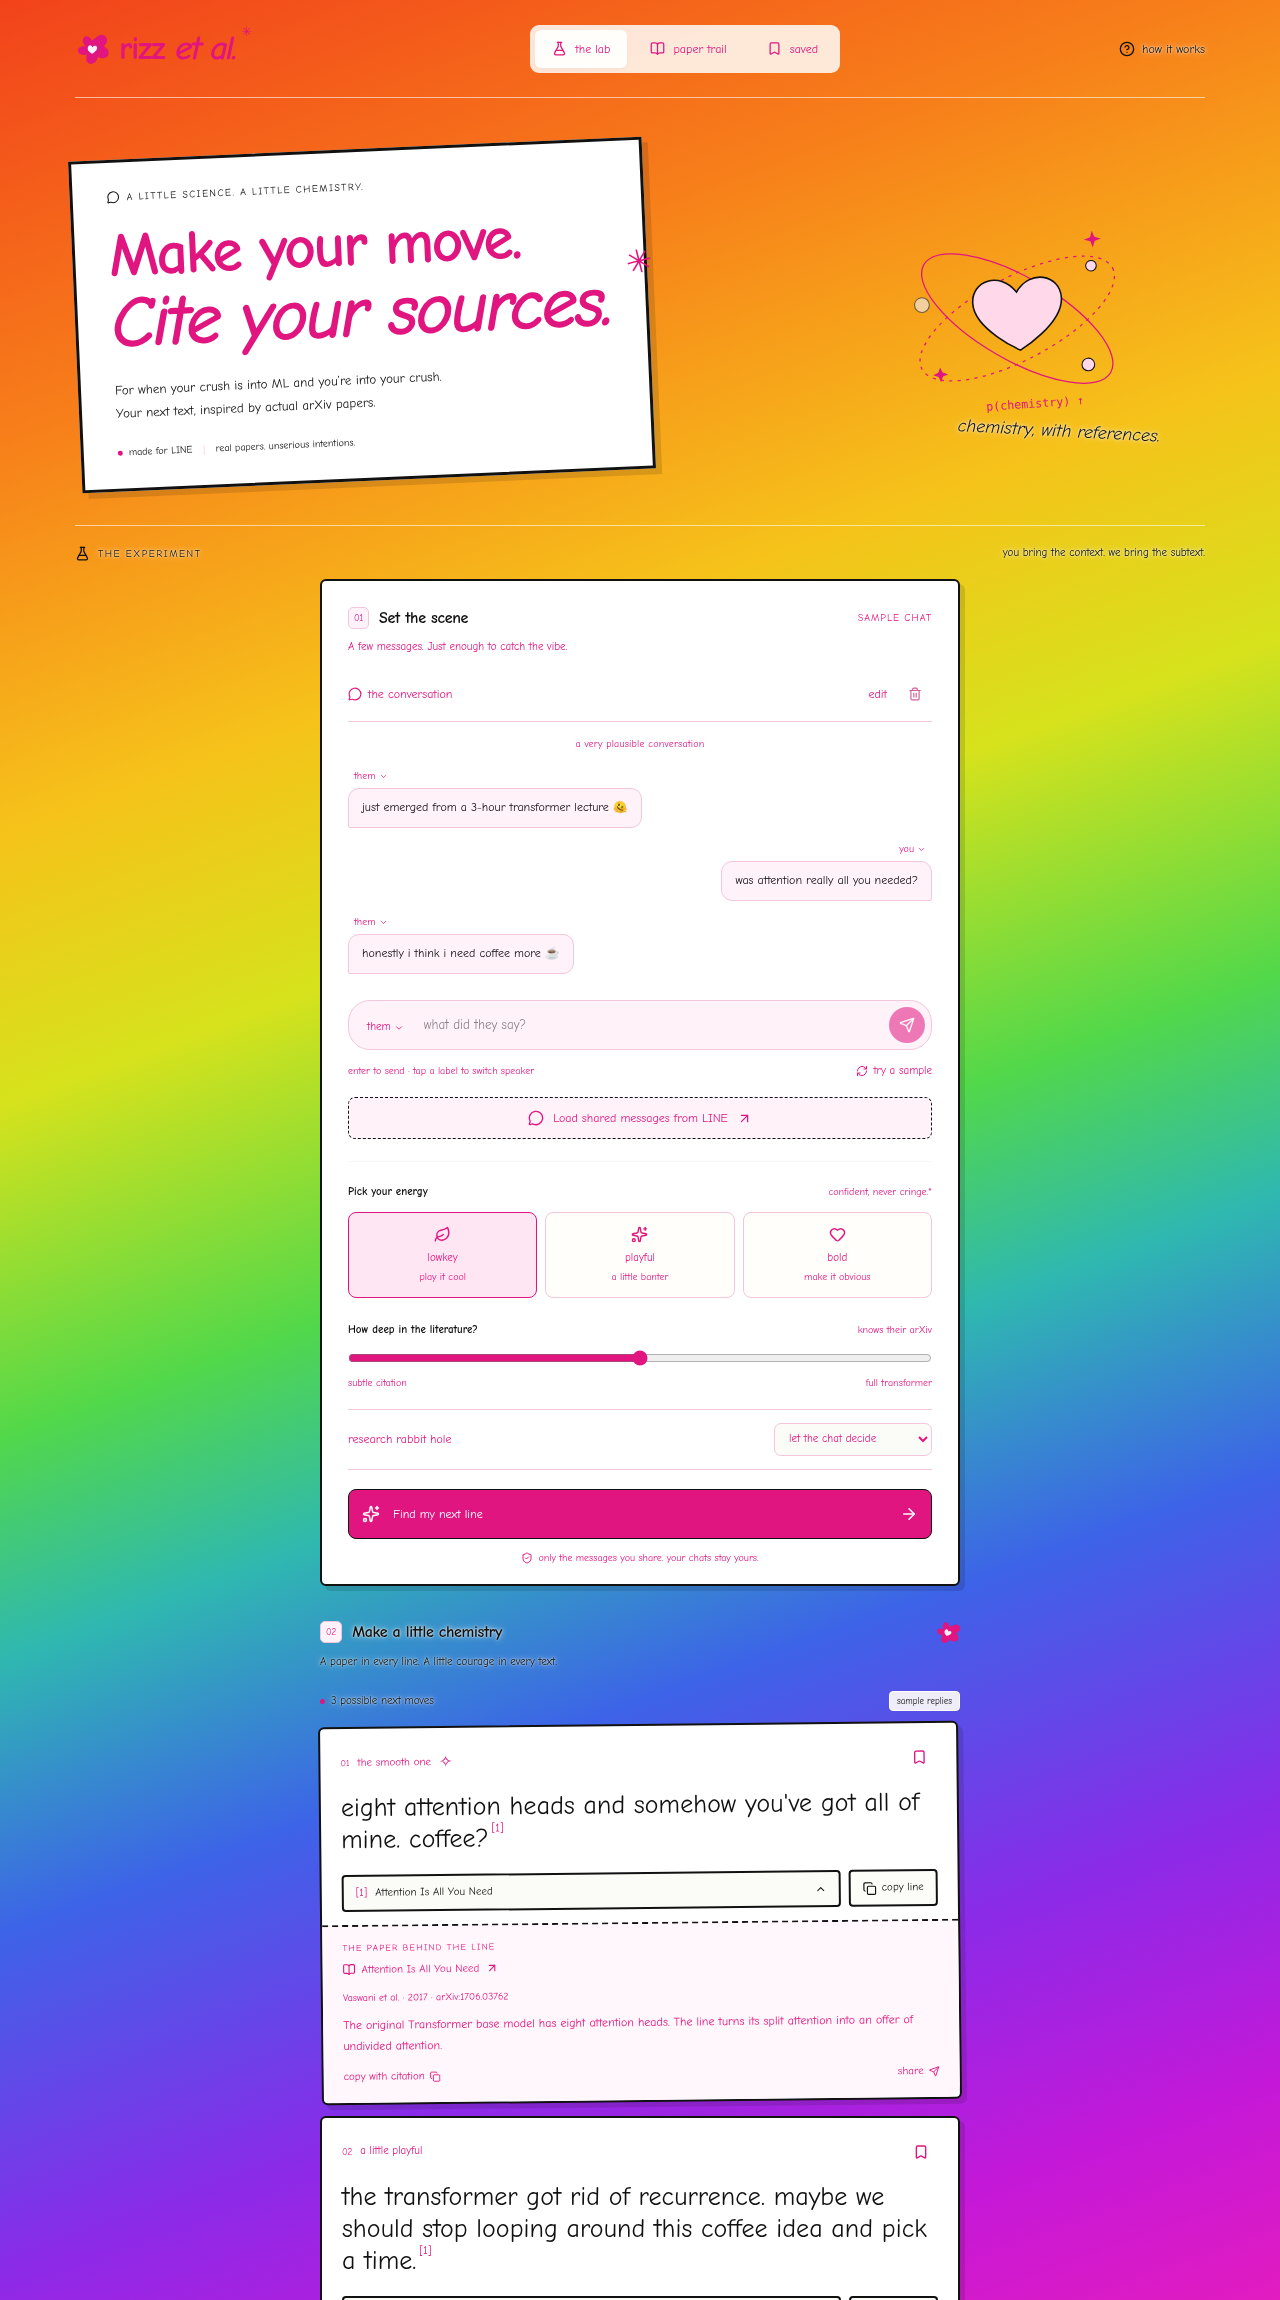 rizz et al.
the lab
paper trail
saved
how it works
A LITTLE SCIENCE. A LITTLE CHEMISTRY.
Make your move.
Cite your sources.
For when your crush is into ML and you're into your crush.
Your next text, inspired by actual arXiv papers.
made for LINE
real papers, unserious intentions.
p(chemistry) ↑
chemistry, with references.
THE EXPERIMENT
you bring the context. we bring the subtext.
01 Set the scene
SAMPLE CHAT
A few messages. Just enough to catch the vibe.
the conversation
edit
a very plausible conversation
them
just emerged from a 3-hour transformer lecture 🫠
you
was attention really all you needed?
them
honestly i think i need coffee more ☕
them
what did they say?
enter to send · tap a label to switch speaker
try a sample
Load shared messages from LINE
Pick your energy
confident, never cringe.*
lowkey
play it cool
playful
a little banter
bold
make it obvious
How deep in the literature?
knows their arXiv
subtle citation
full transformer
research rabbit hole
let the chat decide
Find my next line
only the messages you share. your chats stay yours.
02 Make a little chemistry
A paper in every line. A little courage in every text.
3 possible next moves
sample replies
01 the smooth one
eight attention heads and somehow you've got all of
mine. coffee? [1]
[1] Attention Is All You Need
copy line
THE PAPER BEHIND THE LINE
Attention Is All You Need
Vaswani et al. · 2017 · arXiv:1706.03762
The original Transformer base model has eight attention heads. The line turns its split attention into an offer of
undivided attention.
copy with citation
share
02 a little playful
the transformer got rid of recurrence. maybe we
should stop looping around this coffee idea and pick
a time. [1]